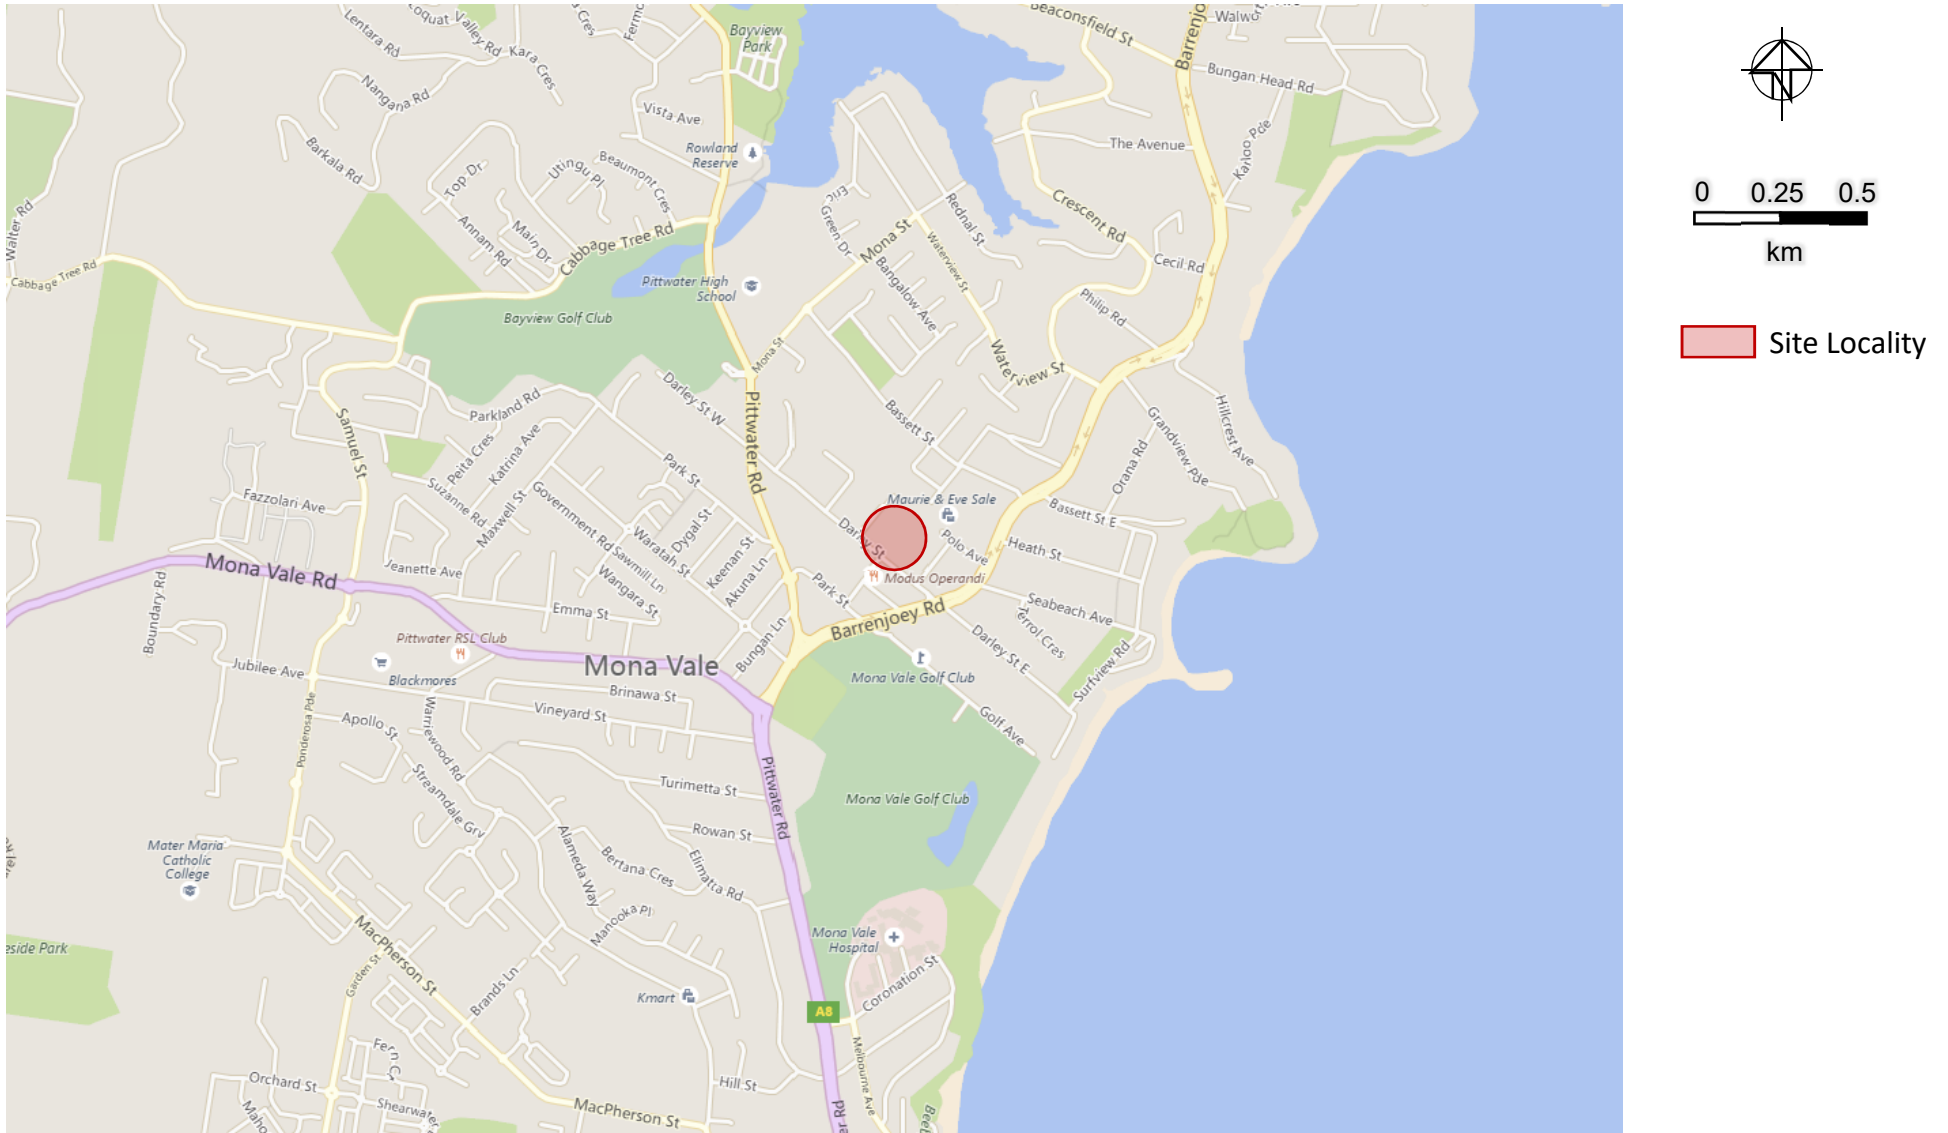 Lentara Rd
Loquat Valley Rd
Kara Cres
Bayview
Park
Beaconsfield St
Bungan Head Rd
Nangana Rd
Vista Ave
The Avenue
Karloo Pde
Barkala Rd
Rowland
Reserve
Top Dr
Utingu Pl
Beaumont Cres
Eric
Green Dr
Rednal St
Crescent Rd
Walter Rd
Annam Rd
Main Dr
Cabbage Tree Rd
Mona St
Waterview St
Cecil Rd
Cabbage Tree Rd
Pittwater High
School
Bangalow Ave
Philip Rd
Bayview Golf Club
Mona St
Waterview St
Darley St W
Parkland Rd
Samuel St
Pittwater Rd
Bassett St
Grandview Pde
Hillcrest Ave
Peita Cres
Katrina Ave
Park St
Orana Rd
Suzanne Rd
Maxwell St
Government Rd
Fazzolari Ave
Maurie & Eve Sale
Bassett St E
Dygal St
Waratah St
Darley St
Polo Ave
Heath St
Keenan St
Akuna Ln
Sawmill Ln
Wangara St
Mona Vale Rd
Jeanette Ave
Modus Operandi
Park St
Boundary Rd
Emma St
Barrenjoey Rd
Seabeach Ave
Terrol Cres
Bungan Ln
Darley St E
Pittwater RSL Club
Mona Vale
Jubilee Ave
Blackmores
Mona Vale Golf Club
Surfview Rd
Brinawa St
Vineyard St
Golf Ave
Ponderosa Pde
Apollo St
Warriewood Rd
Streamdale Grv
Turimetta St
Pittwater Rd
Mona Vale Golf Club
Rowan St
Mater Maria
Catholic
College
Alameda Way
Bertana Cres
Elimatta Rd
Manooka Pl
Mona Vale
Hospital
MacPherson St
Garden St
Brands Ln
Kmart
Coronation St
A8
Melbourne Ave
Orchard St
Hill St
Shearwater
MacPherson St
0 0.25 0.5
km
N
Site Locality